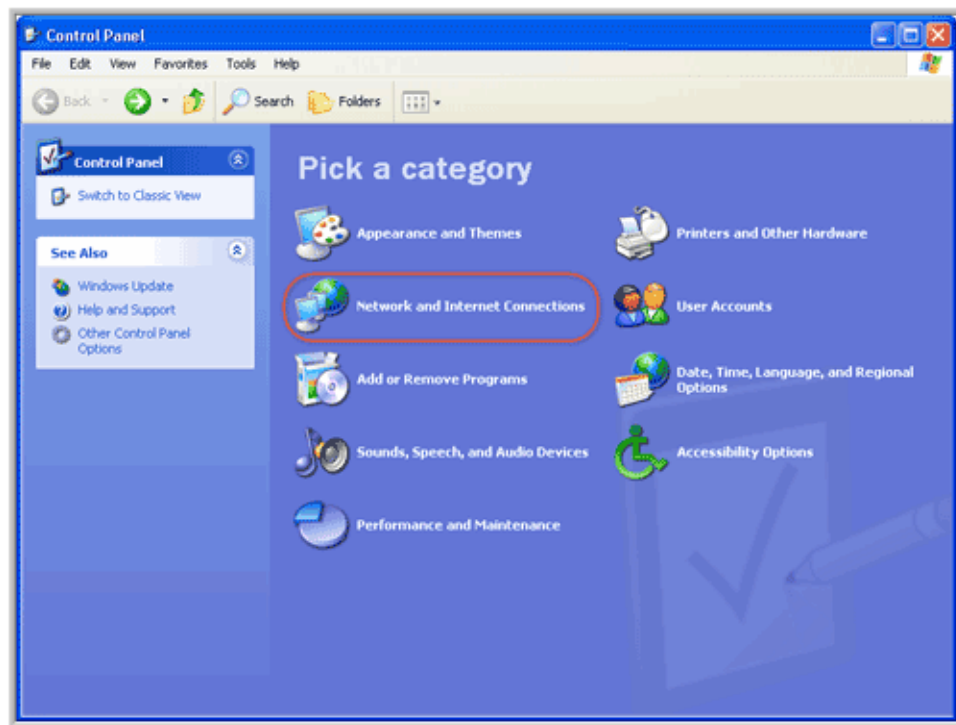 Control Panel
File Edit View Favorites Tools Help
Back Search Folders
Control Panel
Switch to Classic View
See Also
Windows Update
Help and Support
Other Control Panel
Options
Pick a category
Appearance and Themes
Printers and Other Hardware
Network and Internet Connections
User Accounts
Add or Remove Programs
Date, Time, Language, and Regional
Options
Sounds, Speech, and Audio Devices
Accessibility Options
Performance and Maintenance